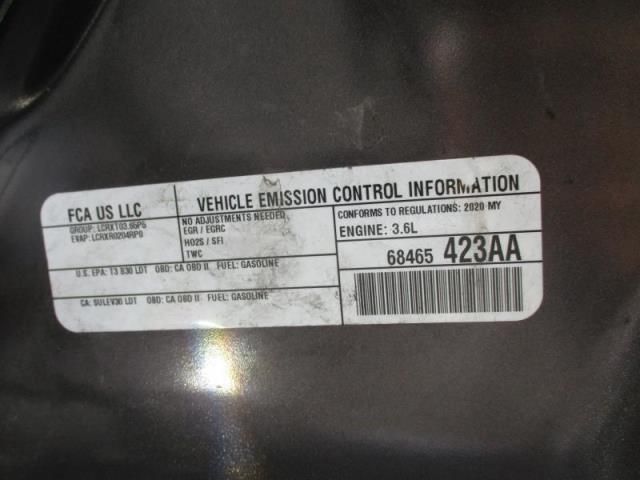 FCA US LLC
GROUP: LCRXT03.65PS
EVAP: LCRXR0204RP0
VEHICLE EMISSION CONTROL INFORMATION
NO ADJUSTMENTS NEEDED
EGR / EGRC
HO2S / SFI
TWC
CONFORMS TO REGULATIONS: 2020 MY
ENGINE: 3.6L
68465 423AA
U.S. EPA: T3 B30 LDT OBD: CA OBD II FUEL: GASOLINE
CA: SULEV30 LDT OBD: CA OBD II FUEL: GASOLINE